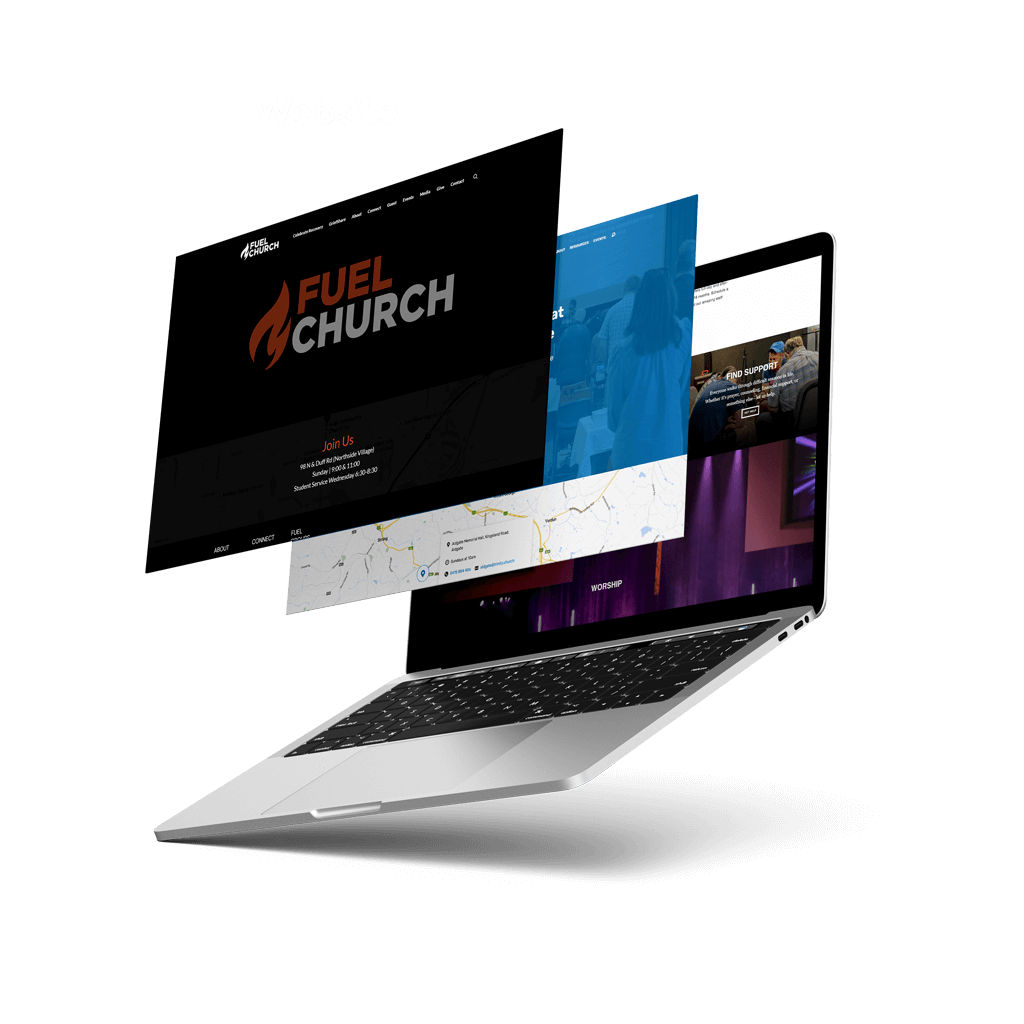 FUEL
CHURCH
Celebrate Recovery GriefShare About Connect Guest Events Media Give Contact
FUEL
CHURCH
Join Us
98 N & Duff Rd (Northside Village)
Sunday | 9:00 & 11:00
Student Service Wednesday 6:30-8:30
ABOUT
CONNECT
FUEL
RESOURCES EVENTS
at
e
Aldgate Memorial Hall, Kingsland Road,
Aldgate
Sundays at 10am
FIND SUPPORT
Everyone walks through difficult seasons in life.
Whether it's prayer, counseling, financial support, or
something else—let us help.
GET HELP
WORSHIP